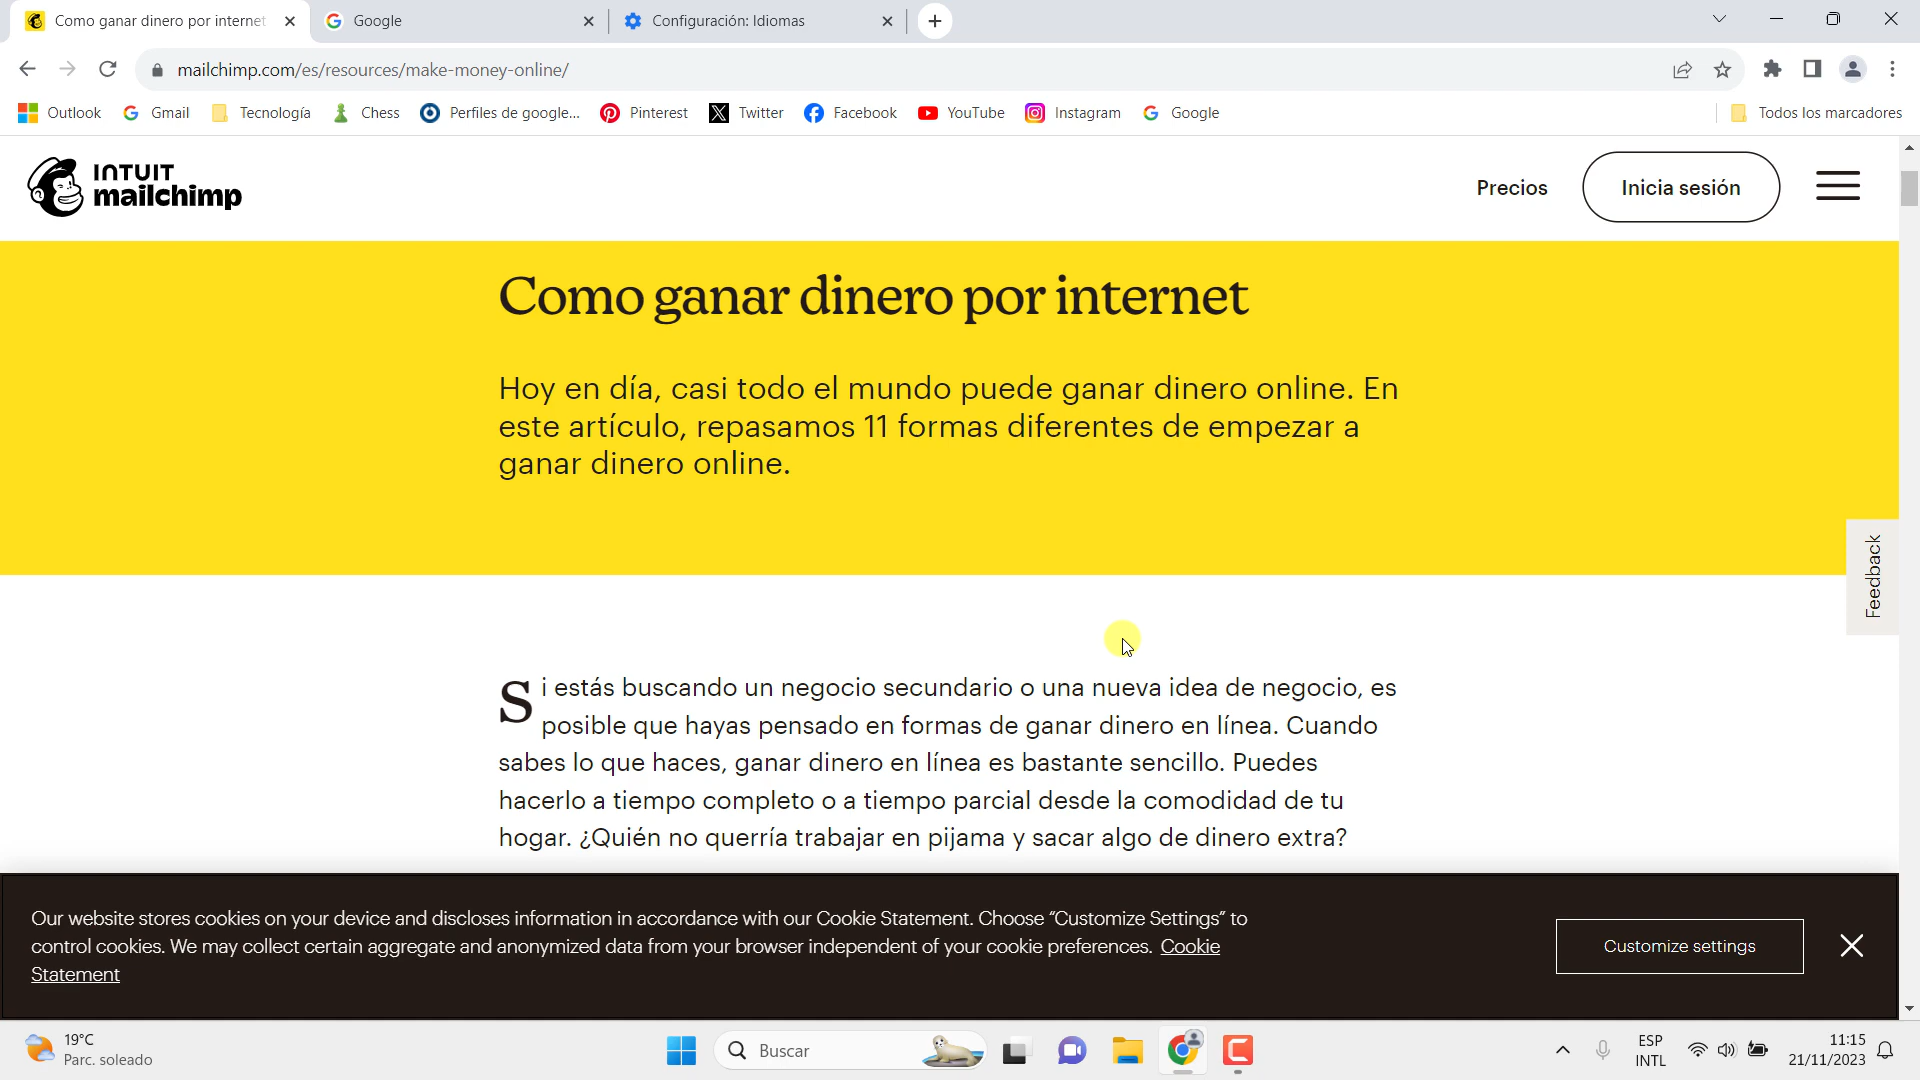 Como ganar dinero por internet
Google
Configuración: Idiomas
mailchimp.com/es/resources/make-money-online/
Outlook
Gmail
Tecnología
Chess
Perfiles de google...
Pinterest
Twitter
Facebook
YouTube
Instagram
Google
Todos los marcadores
INTUIT
mailchimp
Precios
Inicia sesión
Como ganar dinero por internet
Hoy en día, casi todo el mundo puede ganar dinero online. En
este artículo, repasamos 11 formas diferentes de empezar a
ganar dinero online.
Feedback
Si estás buscando un negocio secundario o una nueva idea de negocio, es
posible que hayas pensado en formas de ganar dinero en línea. Cuando
sabes lo que haces, ganar dinero en línea es bastante sencillo. Puedes
hacerlo a tiempo completo o a tiempo parcial desde la comodidad de tu
hogar. ¿Quién no querría trabajar en pijama y sacar algo de dinero extra?
Our website stores cookies on your device and discloses information in accordance with our Cookie Statement. Choose “Customize Settings” to
control cookies. We may collect certain aggregate and anonymized data from your browser independent of your cookie preferences. Cookie
Statement
Customize settings
19°C
Parc. soleado
Buscar
ESP
INTL
11:15
21/11/2023